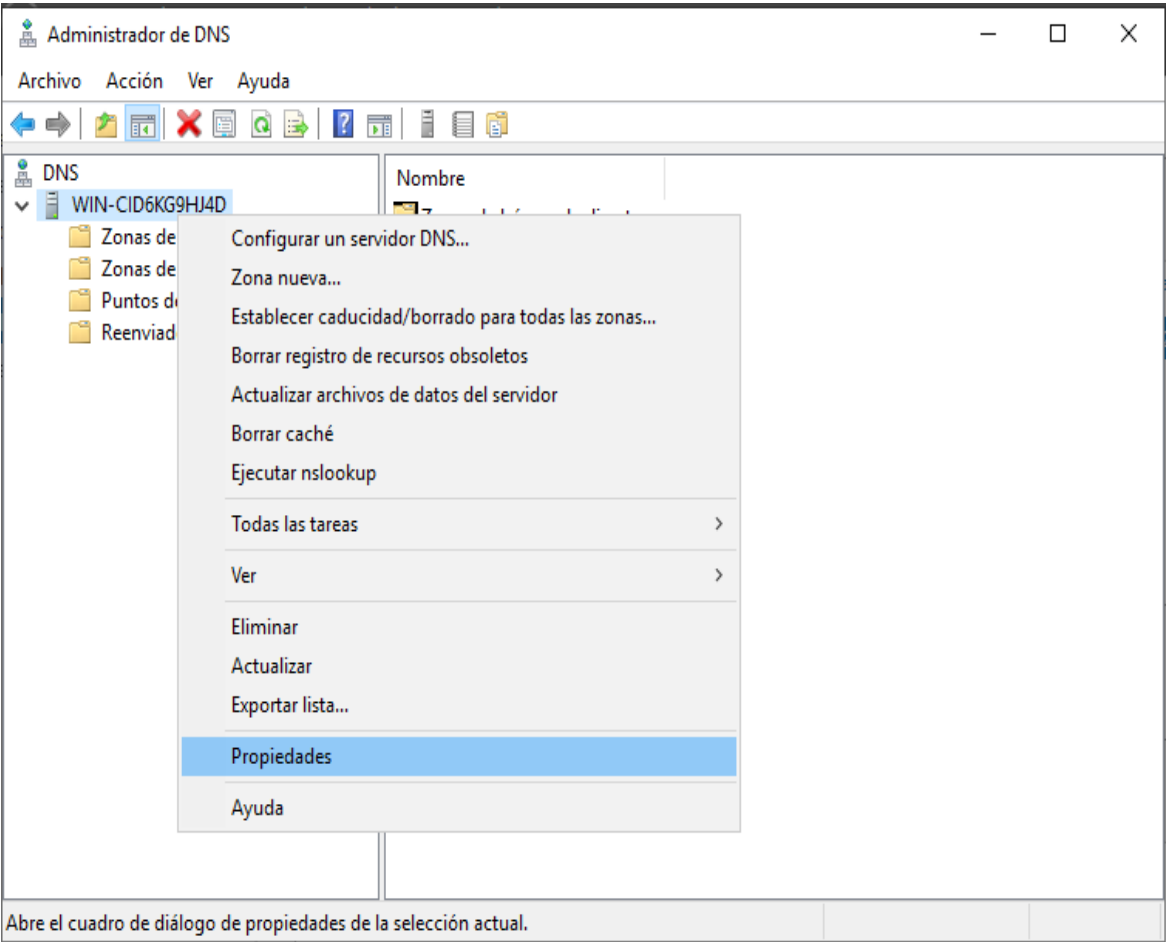 Administrador de DNS
Archivo Acción Ver Ayuda
DNS
WIN-CID6KG9HJ4D
Zonas de
Zonas de
Puntos de
Reenviad
Nombre
Configurar un servidor DNS...
Zona nueva...
Establecer caducidad/borrado para todas las zonas...
Borrar registro de recursos obsoletos
Actualizar archivos de datos del servidor
Borrar caché
Ejecutar nslookup
Todas las tareas
Ver
Eliminar
Actualizar
Exportar lista...
Propiedades
Ayuda
Abre el cuadro de diálogo de propiedades de la selección actual.